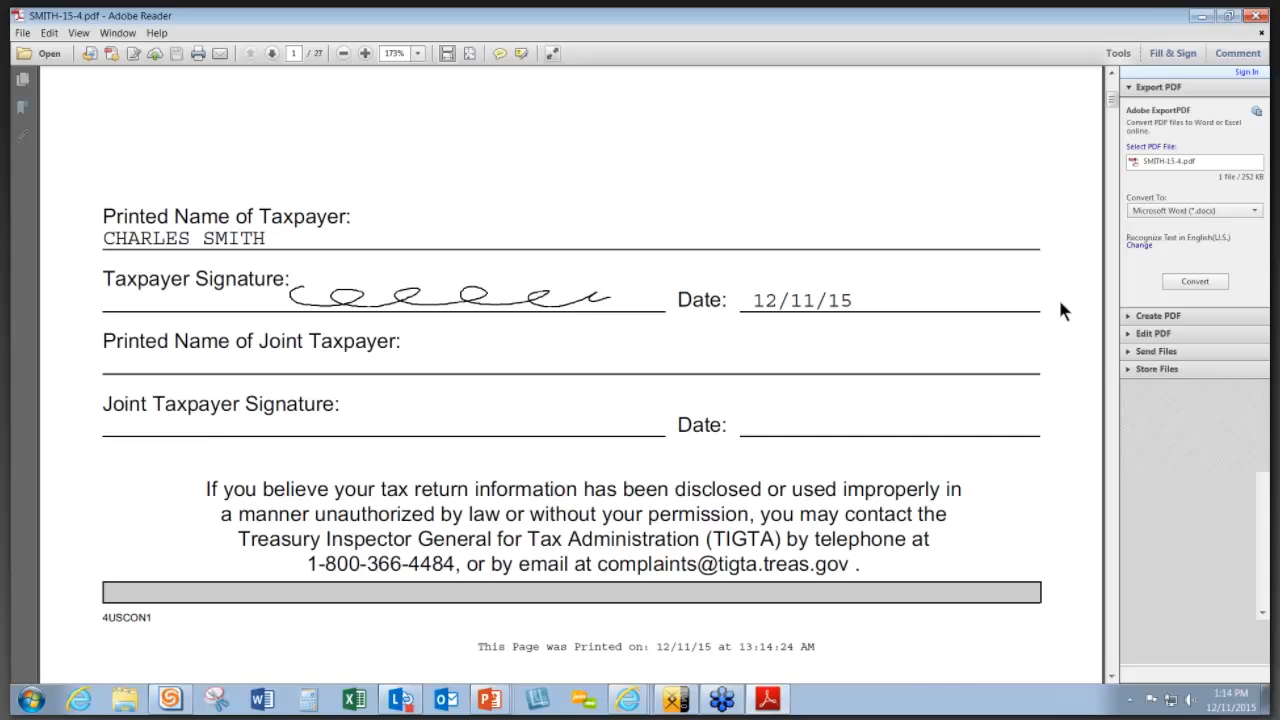 SMITH-15-4.pdf - Adobe Reader
File Edit View Window Help
Open 1 / 27 173% Tools Fill & Sign Comment
Sign In
Export PDF
Adobe ExportPDF
Convert PDF files to Word or Excel
online.
Select PDF File:
SMITH-15-4.pdf
1 file / 252 KB
Convert To:
Microsoft Word (*.docx)
Recognize Text in English(U.S.)
Change
Convert
Create PDF
Edit PDF
Send Files
Store Files
Printed Name of Taxpayer:
CHARLES SMITH
Taxpayer Signature:
Date: 12/11/15
Printed Name of Joint Taxpayer:
Joint Taxpayer Signature:
Date:
If you believe your tax return information has been disclosed or used improperly in
a manner unauthorized by law or without your permission, you may contact the
Treasury Inspector General for Tax Administration (TIGTA) by telephone at
1-800-366-4484, or by email at complaints@tigta.treas.gov .
4USCON1
This Page was Printed on: 12/11/15 at 13:14:24 AM
1:14 PM
12/11/2015